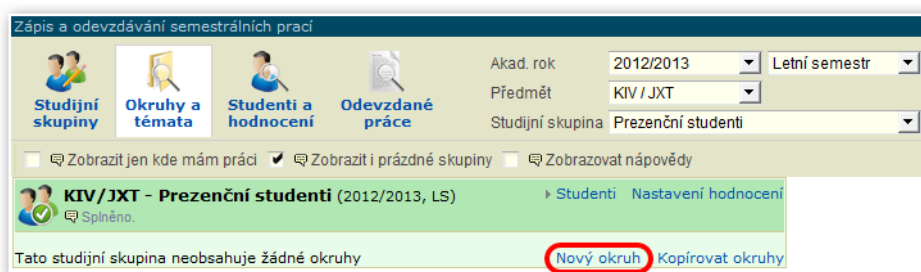 Zápis a odevzdávání semestrálních prací
Studijní skupiny
Okruhy a témata
Studenti a hodnocení
Odevzdané práce
Akad. rok 2012/2013 Letní semestr
Předmět KIV / JXT
Studijní skupina Prezenční studenti
Zobrazit jen kde mám práci Zobrazit i prázdné skupiny Zobrazovat nápovědy
KIV/JXT - Prezenční studenti (2012/2013, LS) Studenti Nastavení hodnocení
Splněno.
Tato studijní skupina neobsahuje žádné okruhy Nový okruh Kopírovat okruhy